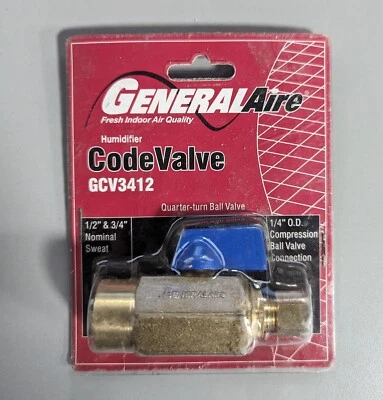 GENERALAire
Fresh Indoor Air Quality
Humidifier
CodeValve
GCV3412
Quarter-turn Ball Valve
1/2" & 3/4"
Nominal
Sweat
1/4" O.D.
Compression
Ball Valve
Connection
GENERALAIRE